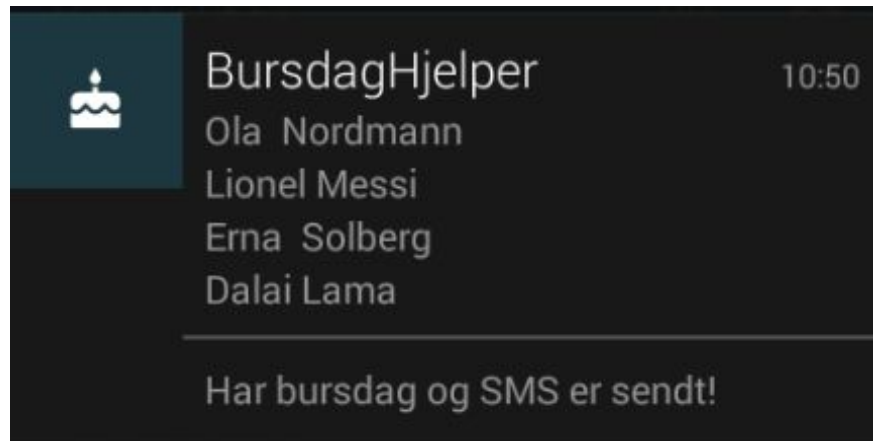 BursdagHjelper 10:50
Ola Nordmann
Lionel Messi
Erna Solberg
Dalai Lama
Har bursdag og SMS er sendt!